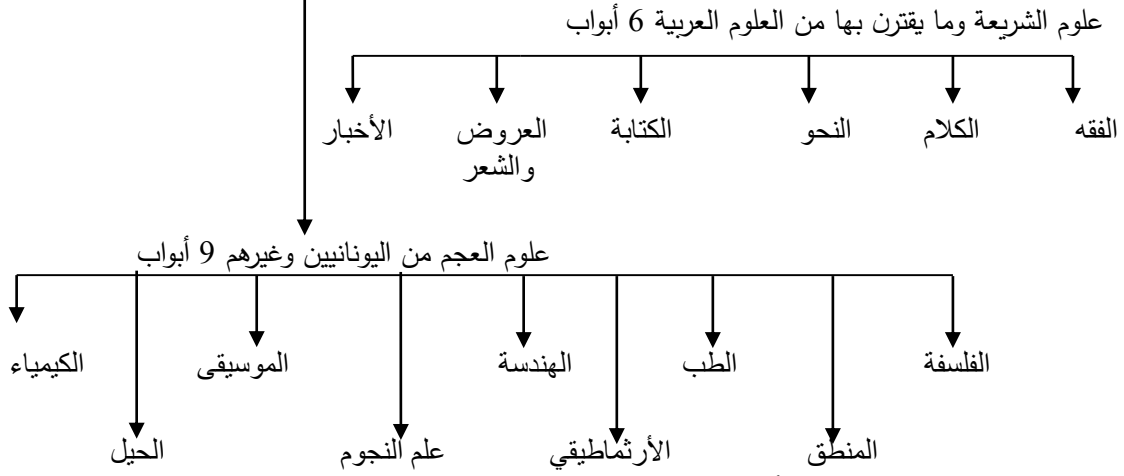 علوم الشريعة وما يقترن بها من العلوم العربية 6 أبواب
الفقه الكلام النحو الكتابة العروض الأخبار
والشعر
علوم العجم من اليونانيين وغيرهم 9 أبواب
الفلسفة الطب الهندسة الموسيقى الكيمياء
المنطق الأرثماطيقي علم النجوم الحيل